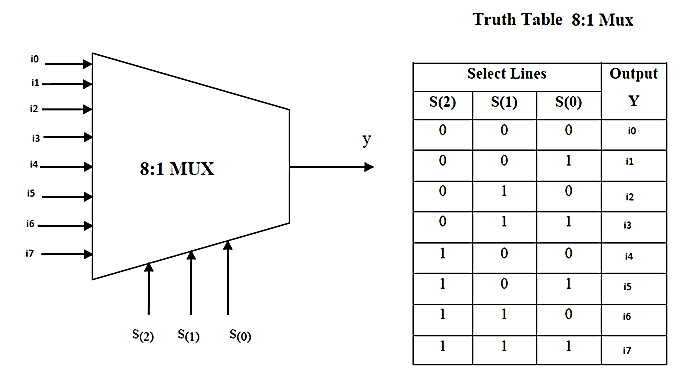 Truth Table 8:1 Mux
i0
i1
i2
i3
i4
i5
i6
i7
8:1 MUX
y
S(2) S(1) S(0)
Select Lines Output
S(2) S(1) S(0) Y
0 0 0 i0
0 0 1 i1
0 1 0 i2
0 1 1 i3
1 0 0 i4
1 0 1 i5
1 1 0 i6
1 1 1 i7